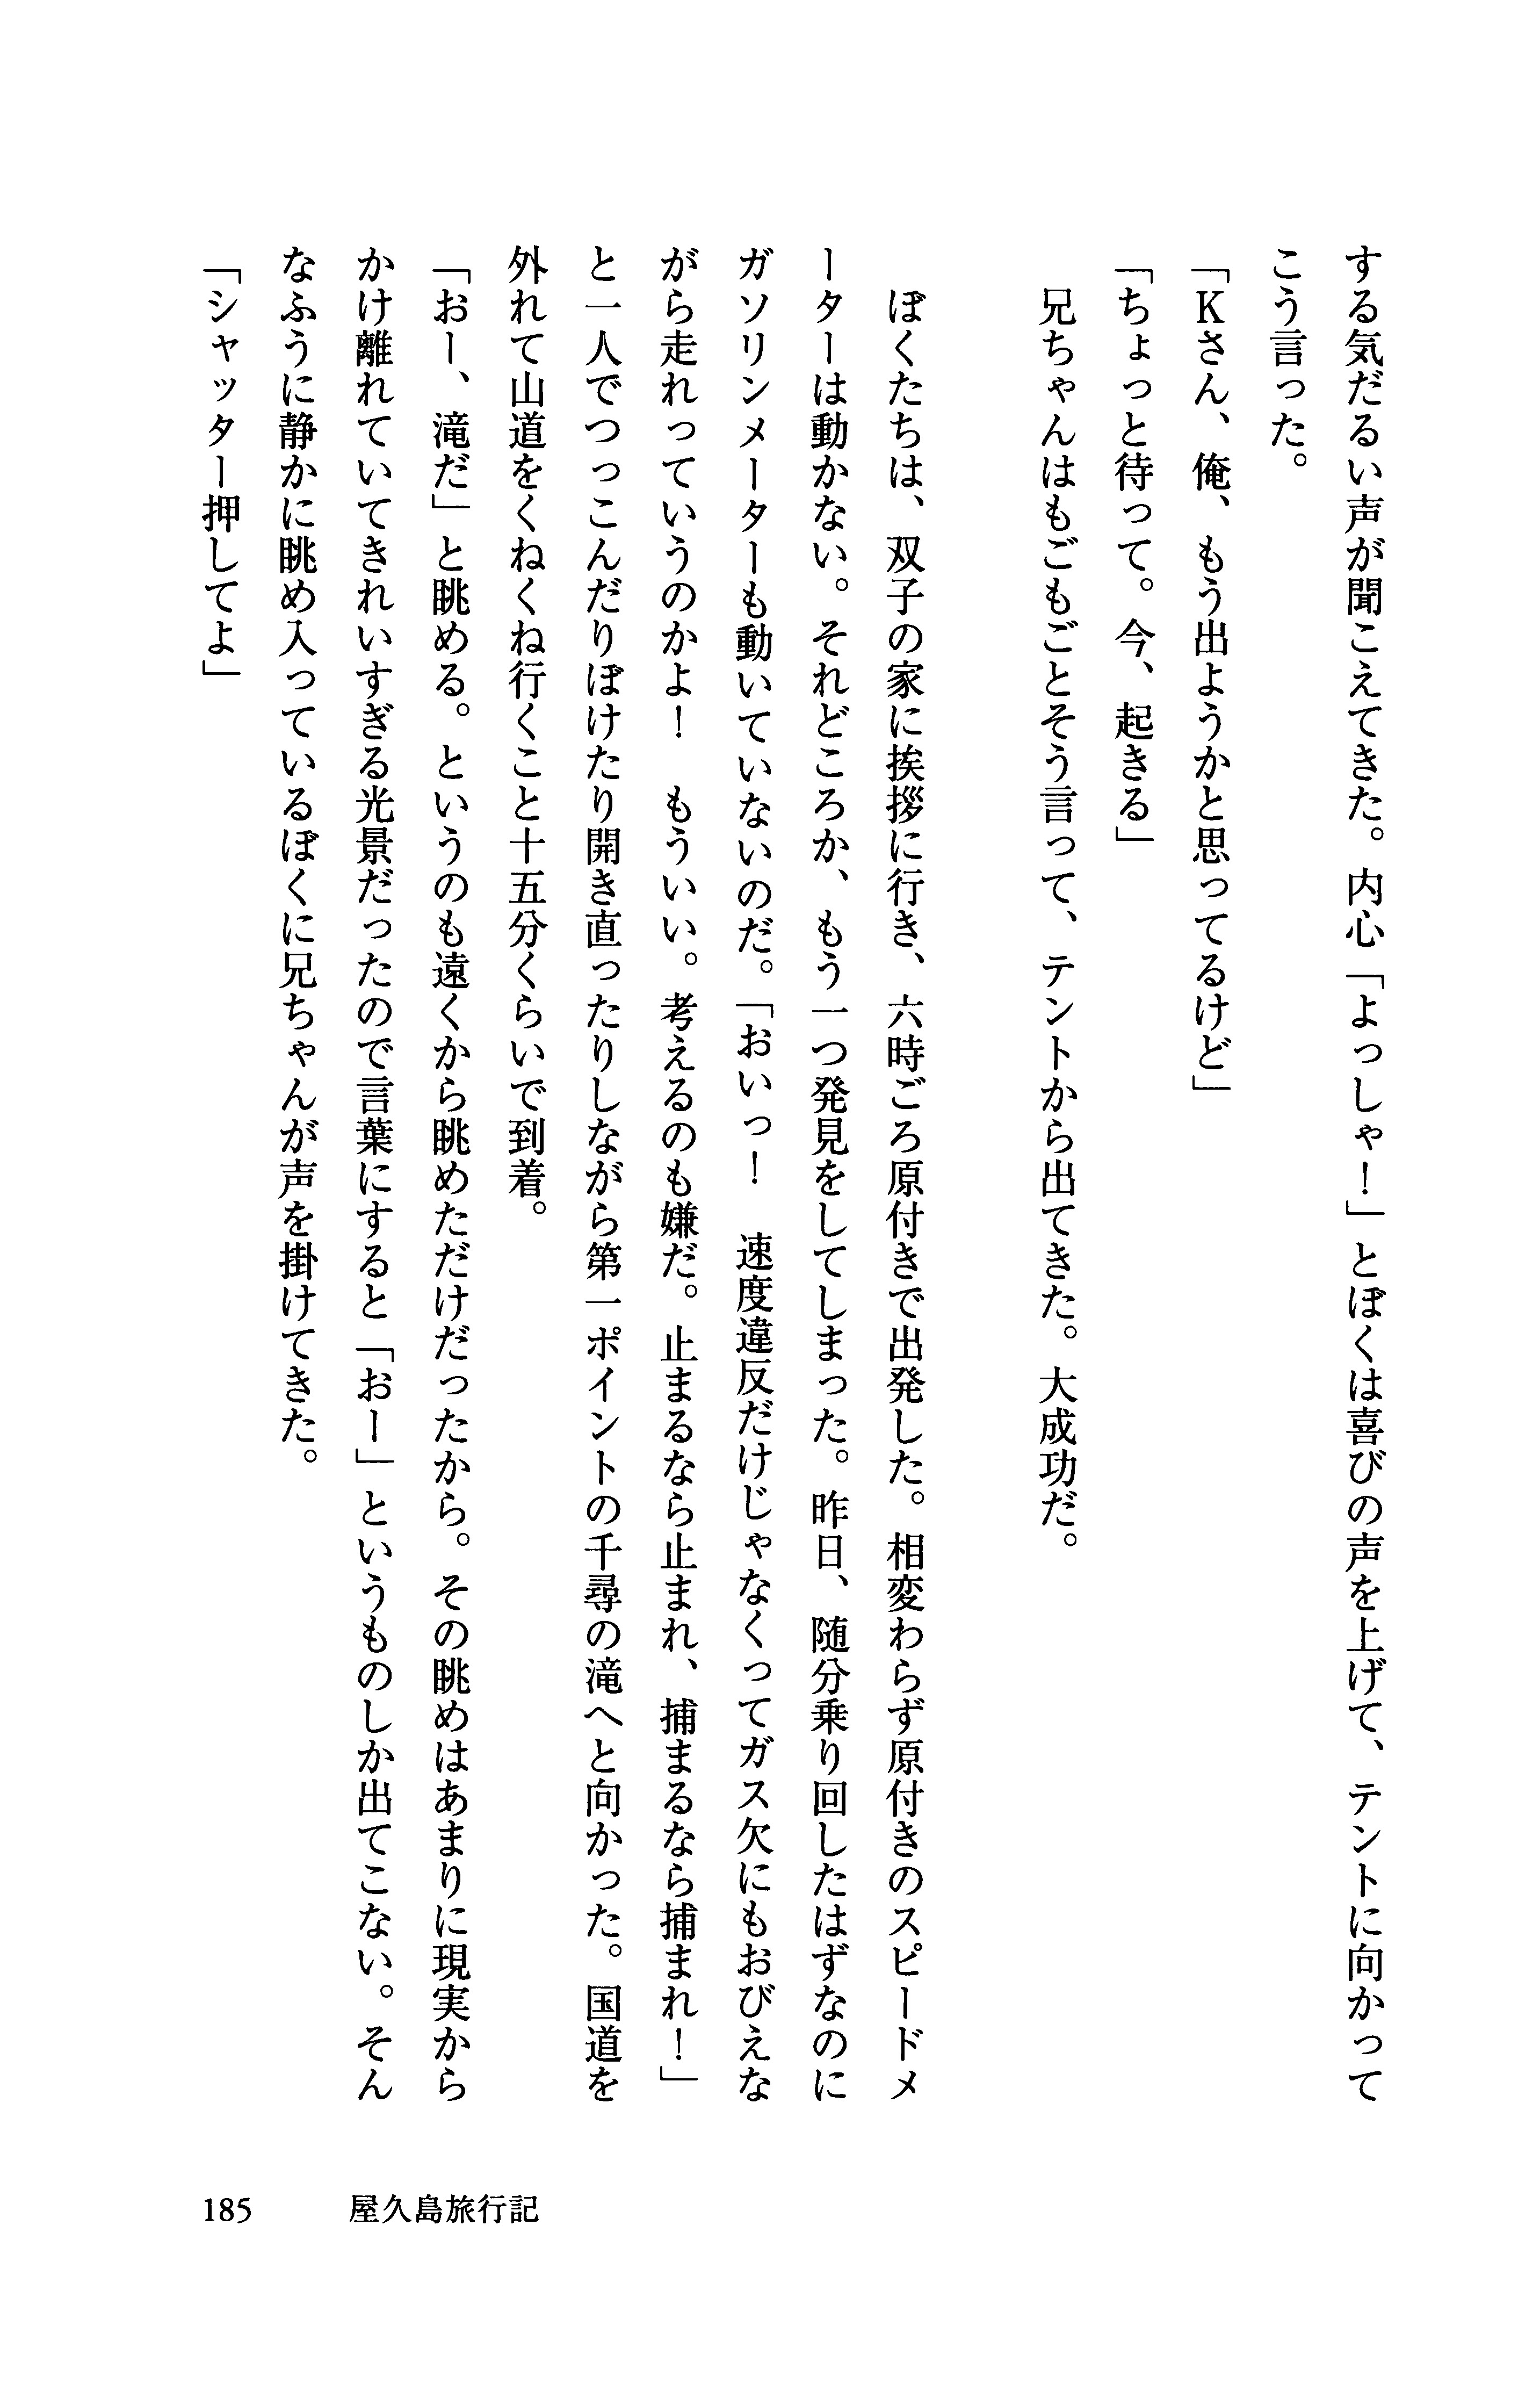 する気だるい声が聞こえてきた。内心「よっしゃ！」とぼくは喜びの声を上げて、テントに向かって
こう言った。
「Kさん、俺、もう出ようかと思ってるけど」
「ちょっと待って。今、起きる」
兄ちゃんはもごもごとそう言って、テントから出てきた。大成功だ。
ぼくたちは、双子の家に挨拶に行き、六時ごろ原付きで出発した。相変わらず原付きのスピードメ
ーターは動かない。それどころか、もう一つ発見をしてしまった。昨日、随分乗り回したはずなのに
ガソリンメーターも動いていないのだ。「おいっ！　速度違反だけじゃなくってガス欠にもおびえな
がら走れっていうのかよ！　もういい。考えるのも嫌だ。止まるなら止まれ、捕まるなら捕まれ！」
と一人でつっこんだりぼけたり開き直ったりしながら第一ポイントの千尋の滝へと向かった。国道を
外れて山道をくねくね行くこと十五分くらいで到着。
「おー、滝だ」と眺める。というのも遠くから眺めただけだったから。その眺めはあまりに現実から
かけ離れていてきれいすぎる光景だったので言葉にすると「おー」というものしか出てこない。そん
なふうに静かに眺め入っているぼくに兄ちゃんが声を掛けてきた。
「シャッター押してよ」
185　屋久島旅行記